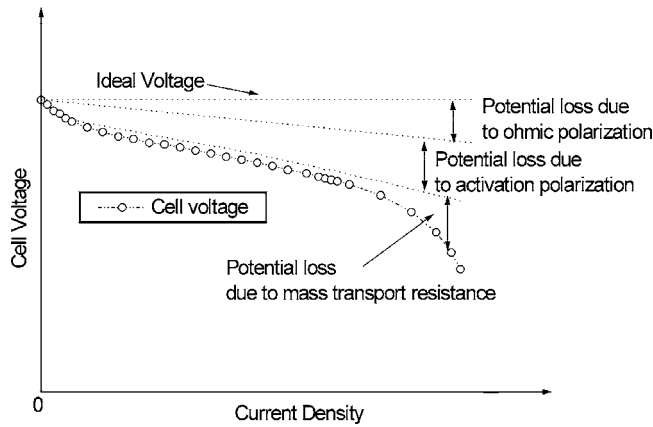 Ideal Voltage
Potential loss due
to ohmic polarization
Potential loss due
to activation polarization
Cell voltage
Cell Voltage
Potential loss
due to mass transport resistance
0
Current Density